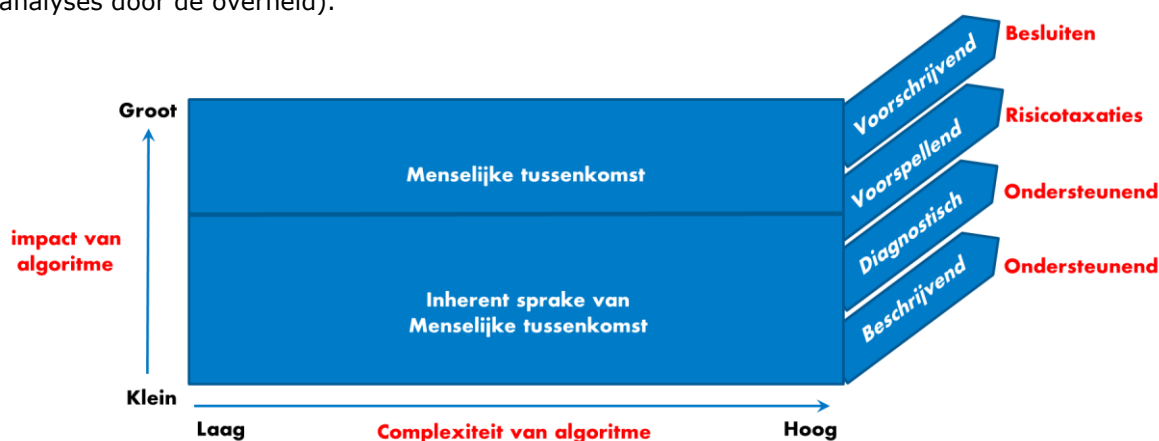 analyses door de overheid).
Besluiten
Voorschrijvend
Groot
Risicotaxaties
Voorspellend
Menselijke tussenkomst
Ondersteunend
Diagnostisch
impact van
algoritme
Ondersteunend
Beschrijvend
Inherent sprake van
Menselijke tussenkomst
Klein
Laag
Complexiteit van algoritme
Hoog